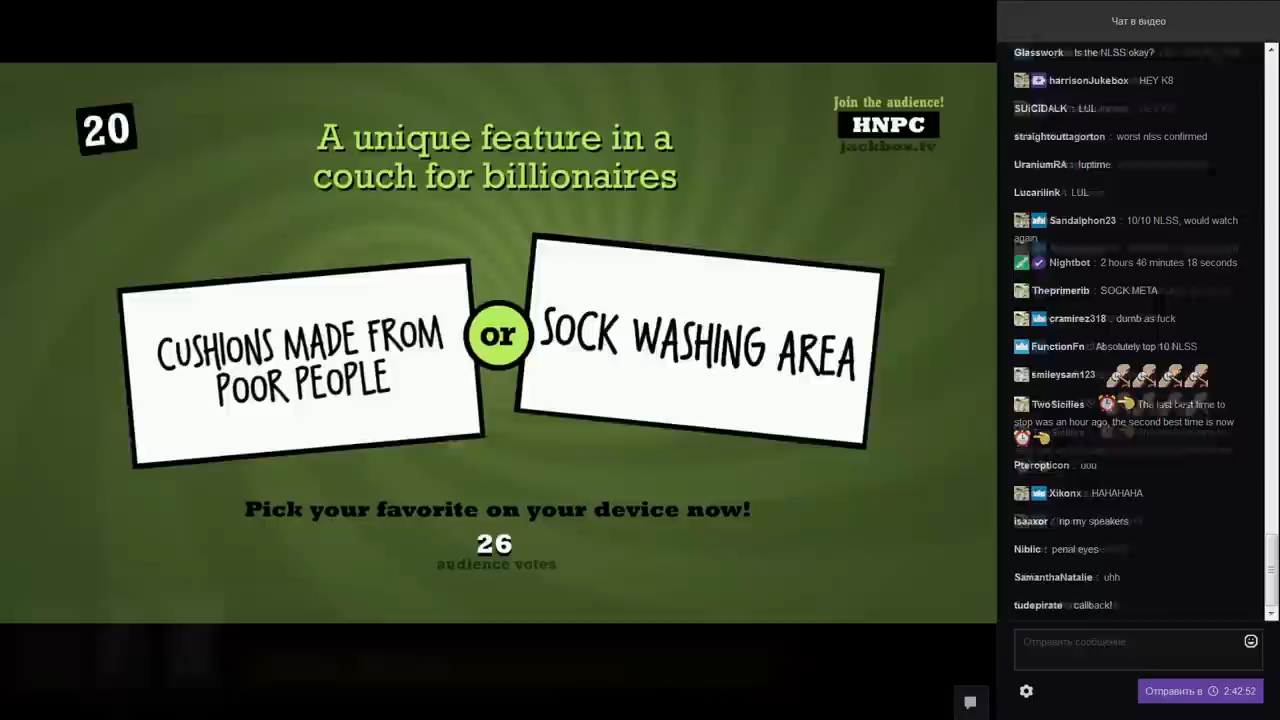 20
A unique feature in a
couch for billionaires
Join the audience!
HNPC
jackbox.tv
CUSHIONS MADE FROM
POOR PEOPLE
or
SOCK WASHING AREA
Pick your favorite on your device now!
26
audience votes
Чат в видео
Glasswork : Is the NLSS okay?
harrisonJukebox : HEY K8
SUiCiDALK : LUL
straightouttagorton : worst nlss confirmed
UraniumRA : !uptime
Lucarilink : LUL
Sandalphon23 : 10/10 NLSS, would watch
again
Nightbot : 2 hours 46 minutes 18 seconds
Theprimerib : SOCK META
cramirez318 : dumb as fuck
FunctionFn : Absolutely top 10 NLSS
smileysam123 :
TwoSicilies : The last best time to
stop was an hour ago, the second best time is now
Pteropticon : uuu
Xikonx : HAHAHAHA
isaaxor : rip my speakers
Niblic : penal eyes
SamanthaNatalie : uhh
tudepirate : callback!
Отправить сообщение
Отправить в 2:42:52